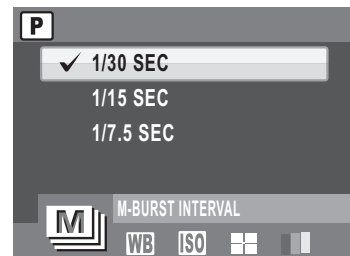 P
1/30 SEC
1/15 SEC
1/7.5 SEC
M-BURST INTERVAL
M
WB ISO